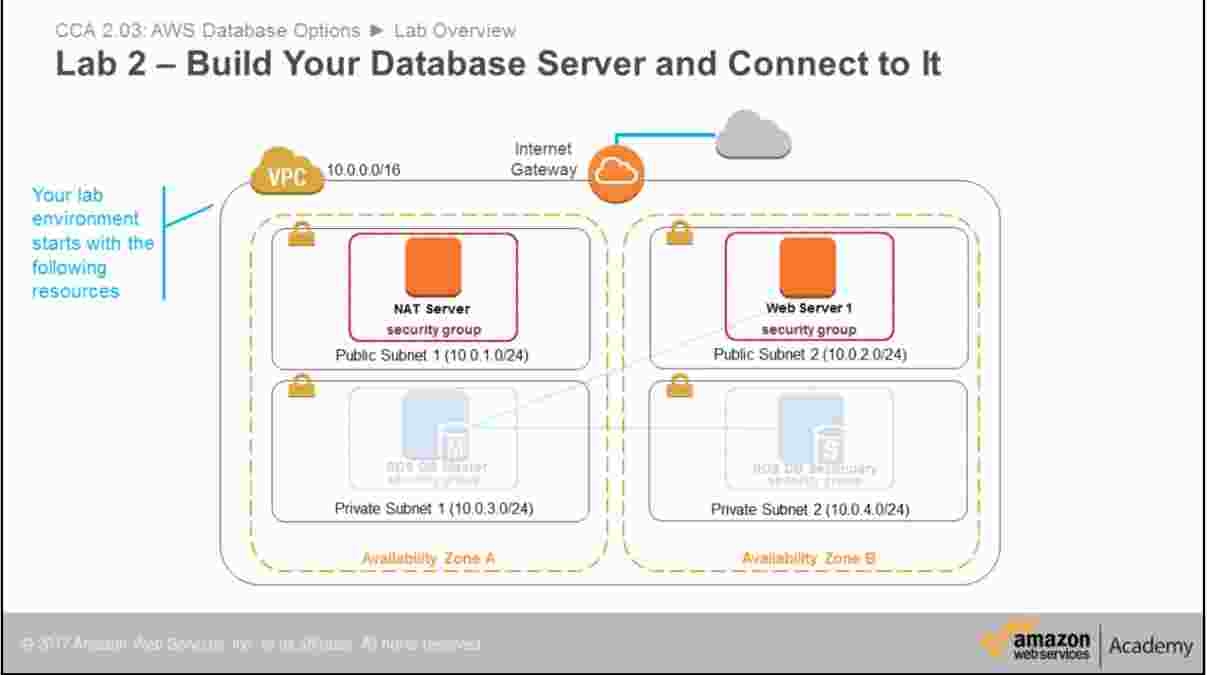 CCA 2.03: AWS Database Options ► Lab Overview
Lab 2 – Build Your Database Server and Connect to It
Internet
Gateway
VPC
10.0.0.0/16
Your lab
environment
starts with the
following
resources
NAT Server
security group
Public Subnet 1 (10.0.1.0/24)
Web Server 1
security group
Public Subnet 2 (10.0.2.0/24)
M
RDS DB Master
security group
Private Subnet 1 (10.0.3.0/24)
S
RDS DB Secondary
security group
Private Subnet 2 (10.0.4.0/24)
Availability Zone A
Availability Zone B
© 2017 Amazon Web Services, Inc. or its affiliates. All rights reserved.
amazon
webservices
Academy